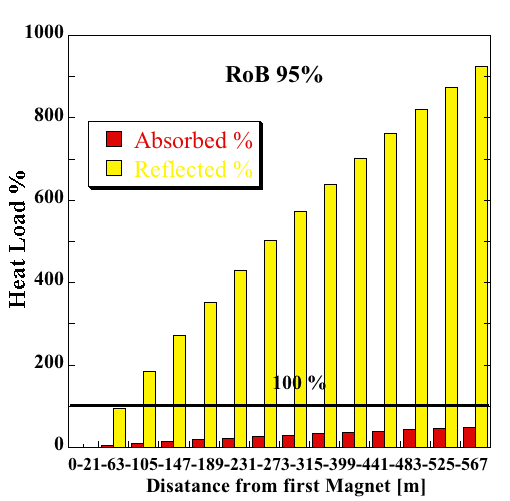 1000
RoB 95%
800
Absorbed %
Reflected %
600
Heat Load %
400
200
100 %
0
0-21-63-105-147-189-231-273-315-399-441-483-525-567
Disatance from first Magnet [m]